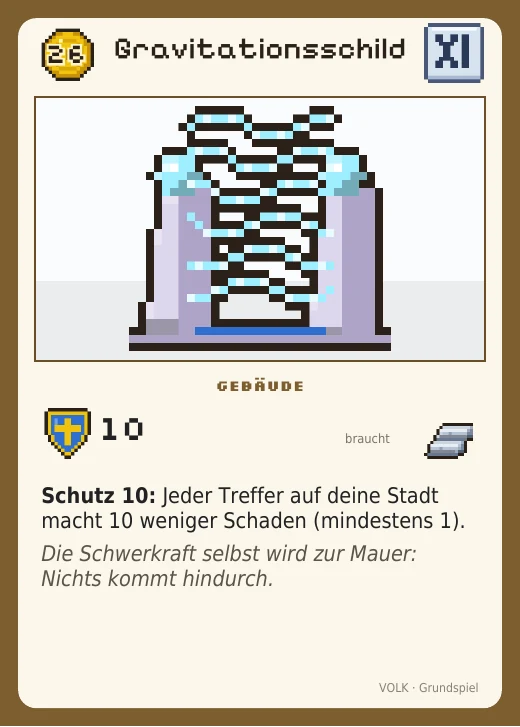 26 Gravitationsschild XI
GEBÄUDE
10 braucht
Schutz 10: Jeder Treffer auf deine Stadt
macht 10 weniger Schaden (mindestens 1).
Die Schwerkraft selbst wird zur Mauer:
Nichts kommt hindurch.
VOLK · Grundspiel